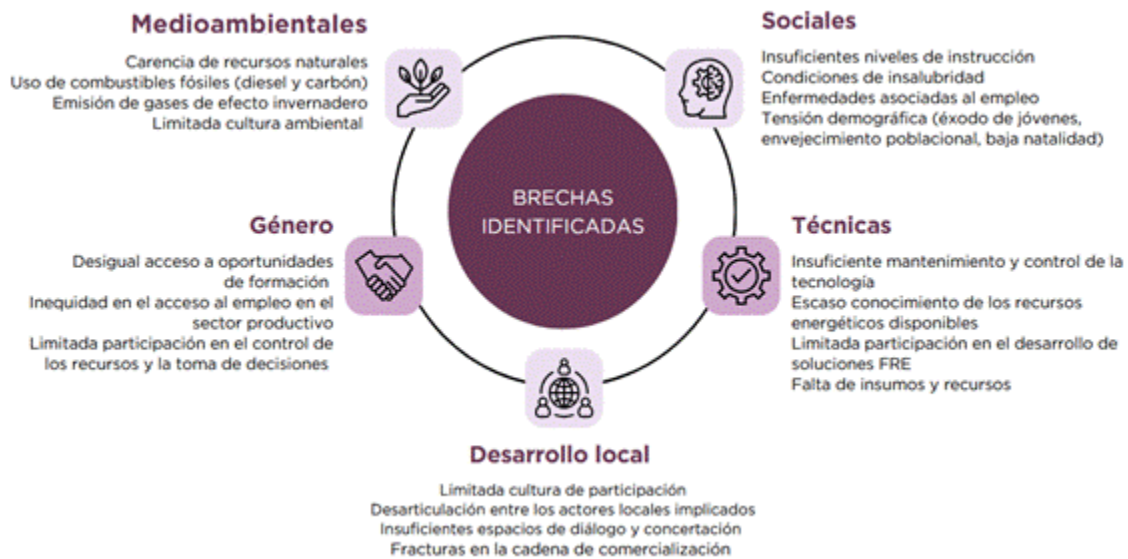 Medioambientales
Carencia de recursos naturales
Uso de combustibles fósiles (diesel y carbón)
Emisión de gases de efecto invernadero
Limitada cultura ambiental
Sociales
Insuficientes niveles de instrucción
Condiciones de insalubridad
Enfermedades asociadas al empleo
Tensión demográfica (éxodo de jóvenes,
envejecimiento poblacional, baja natalidad)
BRECHAS
IDENTIFICADAS
Género
Desigual acceso a oportunidades
de formación
Inequidad en el acceso al empleo en el
sector productivo
Limitada participación en el control de
los recursos y la toma de decisiones
Técnicas
Insuficiente mantenimiento y control de la
tecnología
Escaso conocimiento de los recursos
energéticos disponibles
Limitada participación en el desarrollo de
soluciones FRE
Falta de insumos y recursos
Desarrollo local
Limitada cultura de participación
Desarticulación entre los actores locales implicados
Insuficientes espacios de diálogo y concertación
Fracturas en la cadena de comercialización